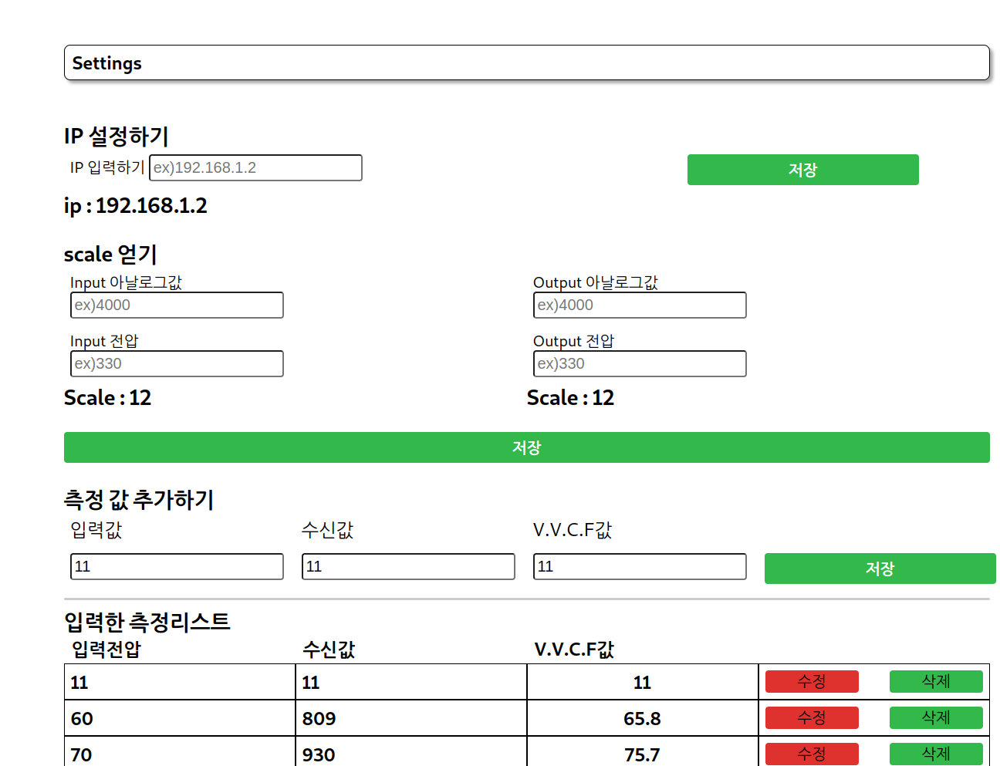 Settings
IP 설정하기
IP 입력하기 ex)192.168.1.2 저장
ip : 192.168.1.2
scale 얻기
Input 아날로그값 Output 아날로그값
ex)4000 ex)4000
Input 전압 Output 전압
ex)330 ex)330
Scale : 12 Scale : 12
저장
측정 값 추가하기
입력값 수신값 V.V.C.F값
11 11 11 저장
입력한 측정리스트
입력전압 수신값 V.V.C.F값
11 11 11 수정 삭제
60 809 65.8 수정 삭제
70 930 75.7 수정 삭제